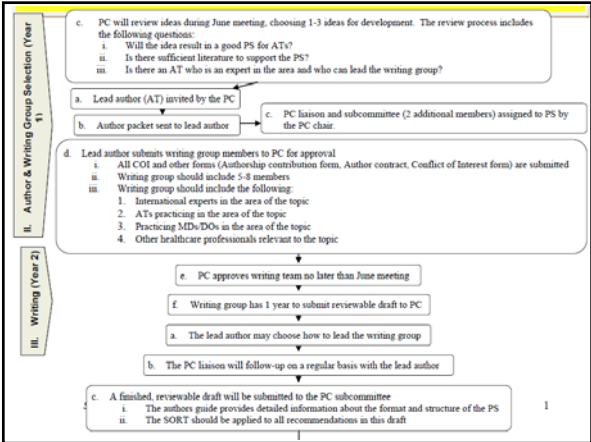 c. PC will review ideas during June meeting, choosing 1-3 ideas for development. The review process includes
the following questions:
i. Will the idea result in a good PS for ATs?
ii. Is there sufficient literature to support the PS?
iii. Is there an AT who is an expert in the area and who can lead the writing group?
II. Author & Writing Group Selection (Year
1)
a. Lead author (AT) invited by the PC
b. Author packet sent to lead author
c. PC liaison and subcommittee (2 additional members) assigned to PS by
the PC chair.
d. Lead author submits writing group members to PC for approval
i. All COI and other forms (Authorship contribution form, Author contract, Conflict of Interest form) are submitted
ii. Writing group should include 5-8 members
iii. Writing group should include the following:
1. International experts in the area of the topic
2. ATs practicing in the area of the topic
3. Practicing MDs/DOs in the area of the topic
4. Other healthcare professionals relevant to the topic
III. Writing (Year 2)
e. PC approves writing team no later than June meeting
f. Writing group has 1 year to submit reviewable draft to PC
a. The lead author may choose how to lead the writing group
b. The PC liaison will follow-up on a regular basis with the lead author
c. A finished, reviewable draft will be submitted to the PC subcommittee
i. The authors guide provides detailed information about the format and structure of the PS
ii. The SORT should be applied to all recommendations in this draft
1